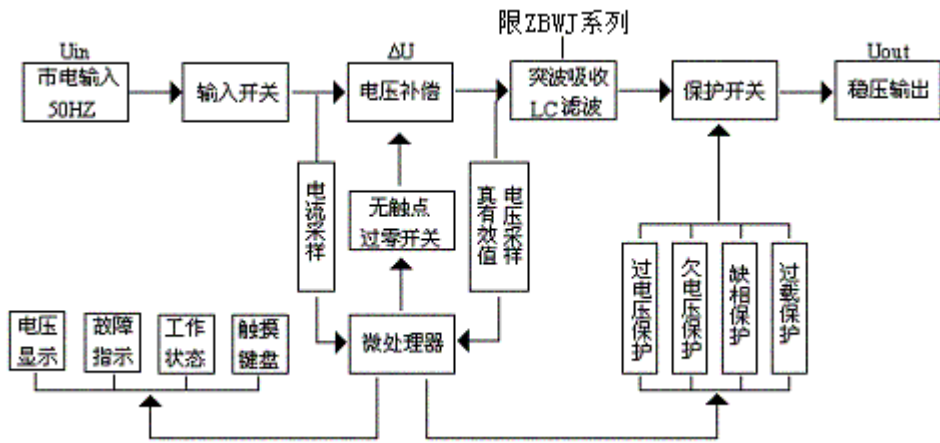 限ZBWJ系列
Uin
ΔU
Uout
市电输入
50HZ
输入开关
电压补偿
突波吸收
LC滤波
保护开关
稳压输出
电流采样
无触点
过零开关
电压采样
真有效值
过电压保护
欠电压保护
缺相保护
过载保护
电压
显示
故障
指示
工作
状态
触摸
键盘
微处理器